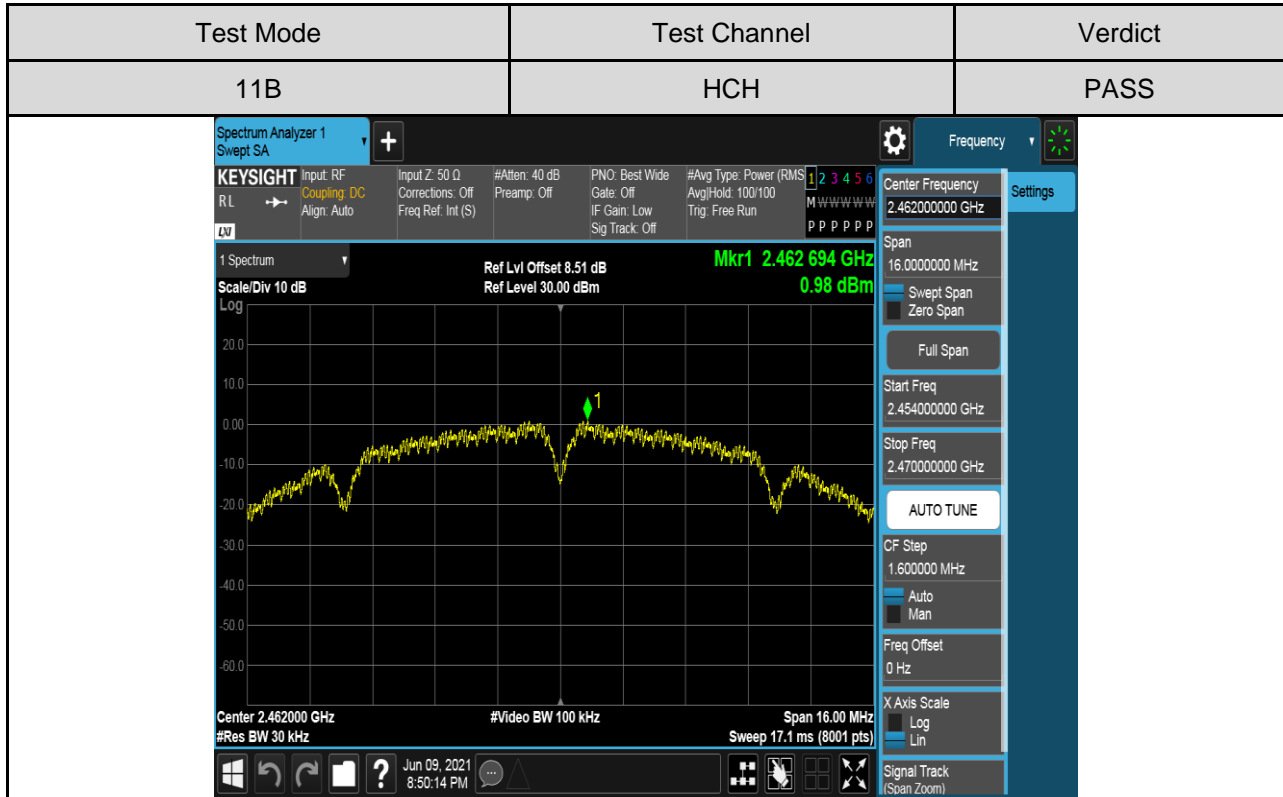 Test Mode Test Channel Verdict
11B HCH PASS
Spectrum Analyzer 1
Swept SA
+
Frequency
KEYSIGHT
RL
LXI
Input: RF
Coupling: DC
Align: Auto
Input Z: 50 Ω
Corrections: Off
Freq Ref: Int (S)
#Atten: 40 dB
Preamp: Off
PNO: Best Wide
Gate: Off
IF Gain: Low
Sig Track: Off
#Avg Type: Power (RMS
Avg|Hold: 100/100
Trig: Free Run
1 2 3 4 5 6
M W W W W W
P P P P P P
1 Spectrum
Scale/Div 10 dB
Log
Ref Lvl Offset 8.51 dB
Ref Level 30.00 dBm
Mkr1 2.462 694 GHz
0.98 dBm
20.0
10.0
0.00
-10.0
-20.0
-30.0
-40.0
-50.0
-60.0
1
Center 2.462000 GHz
#Res BW 30 kHz
#Video BW 100 kHz
Span 16.00 MHz
Sweep 17.1 ms (8001 pts)
Center Frequency
2.462000000 GHz
Settings
Span
16.0000000 MHz
Swept Span
Zero Span
Full Span
Start Freq
2.454000000 GHz
Stop Freq
2.470000000 GHz
AUTO TUNE
CF Step
1.600000 MHz
Auto
Man
Freq Offset
0 Hz
X Axis Scale
Log
Lin
Signal Track
(Span Zoom)
?
Jun 09, 2021
8:50:14 PM